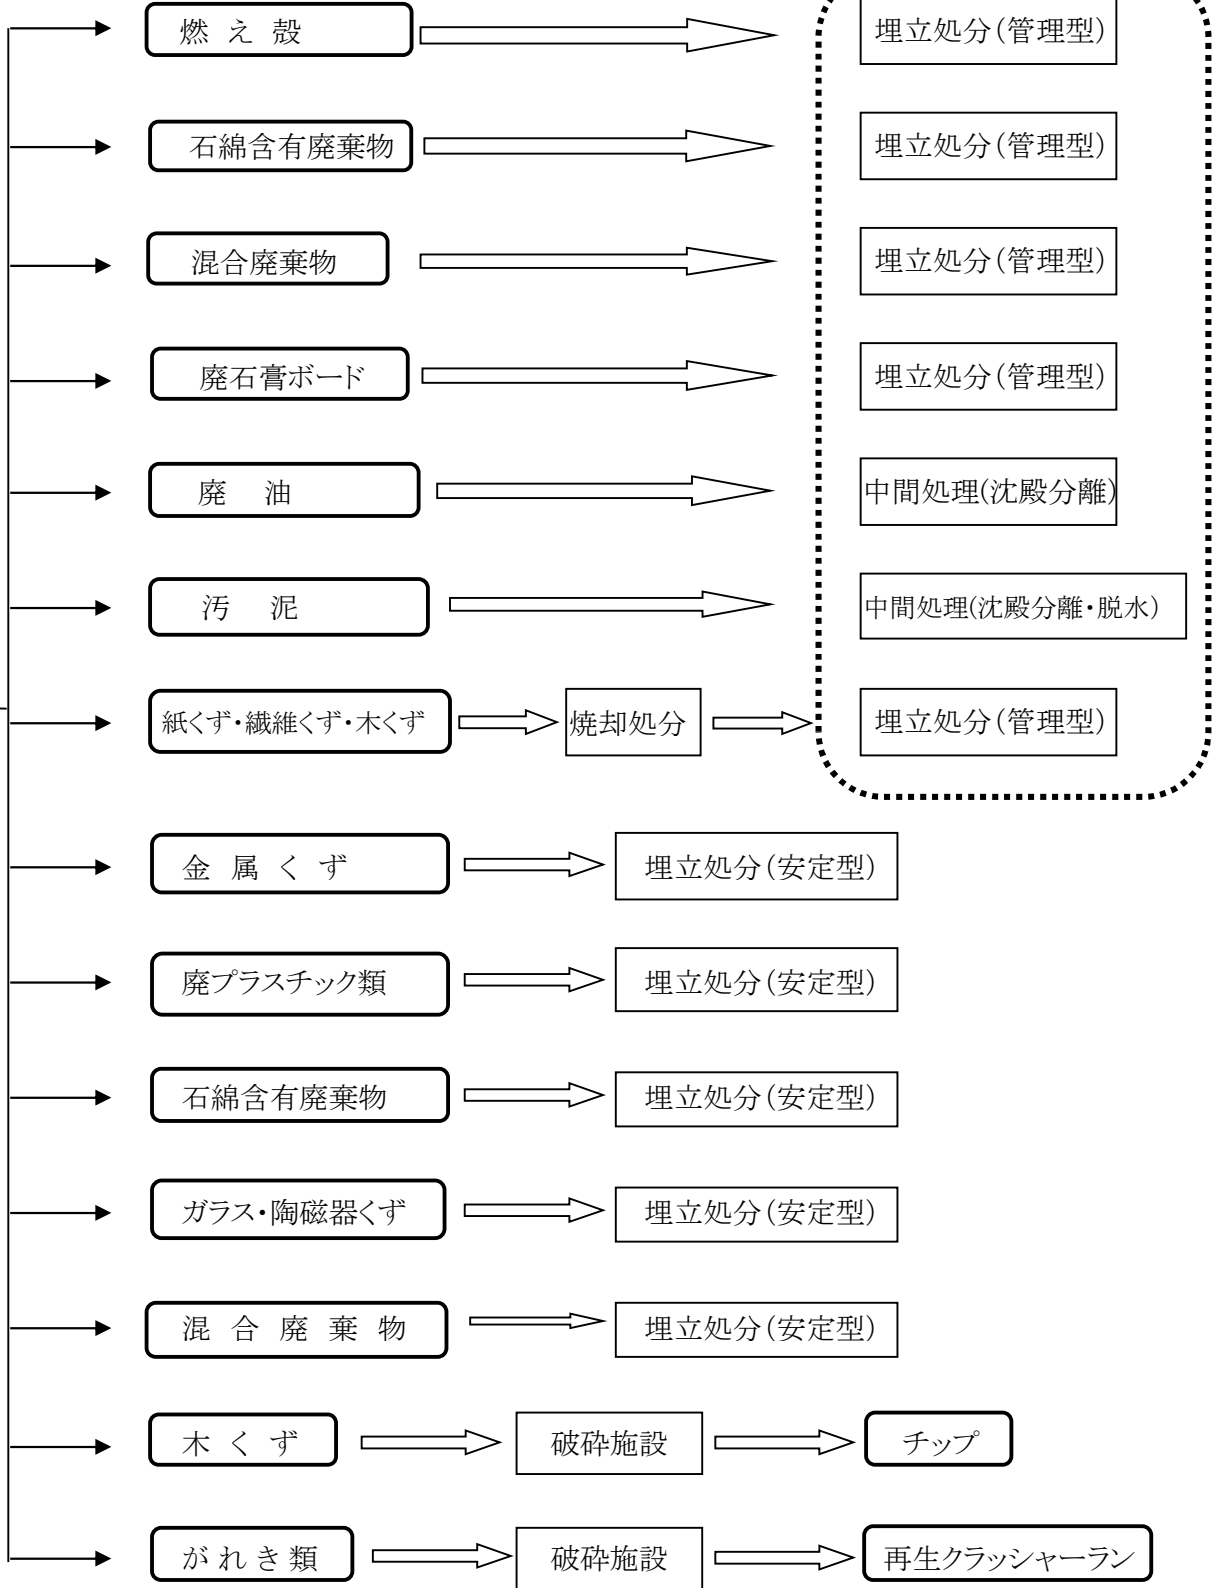 燃え殻 埋立処分(管理型)
石綿含有廃棄物 埋立処分(管理型)
混合廃棄物 埋立処分(管理型)
廃石膏ボード 埋立処分(管理型)
廃油 中間処理(沈殿分離)
汚泥 中間処理(沈殿分離・脱水)
紙くず・繊維くず・木くず 焼却処分 埋立処分(管理型)
金属くず 埋立処分(安定型)
廃プラスチック類 埋立処分(安定型)
石綿含有廃棄物 埋立処分(安定型)
ガラス・陶磁器くず 埋立処分(安定型)
混合廃棄物 埋立処分(安定型)
木くず 破砕施設 チップ
がれき類 破砕施設 再生クラッシャーラン